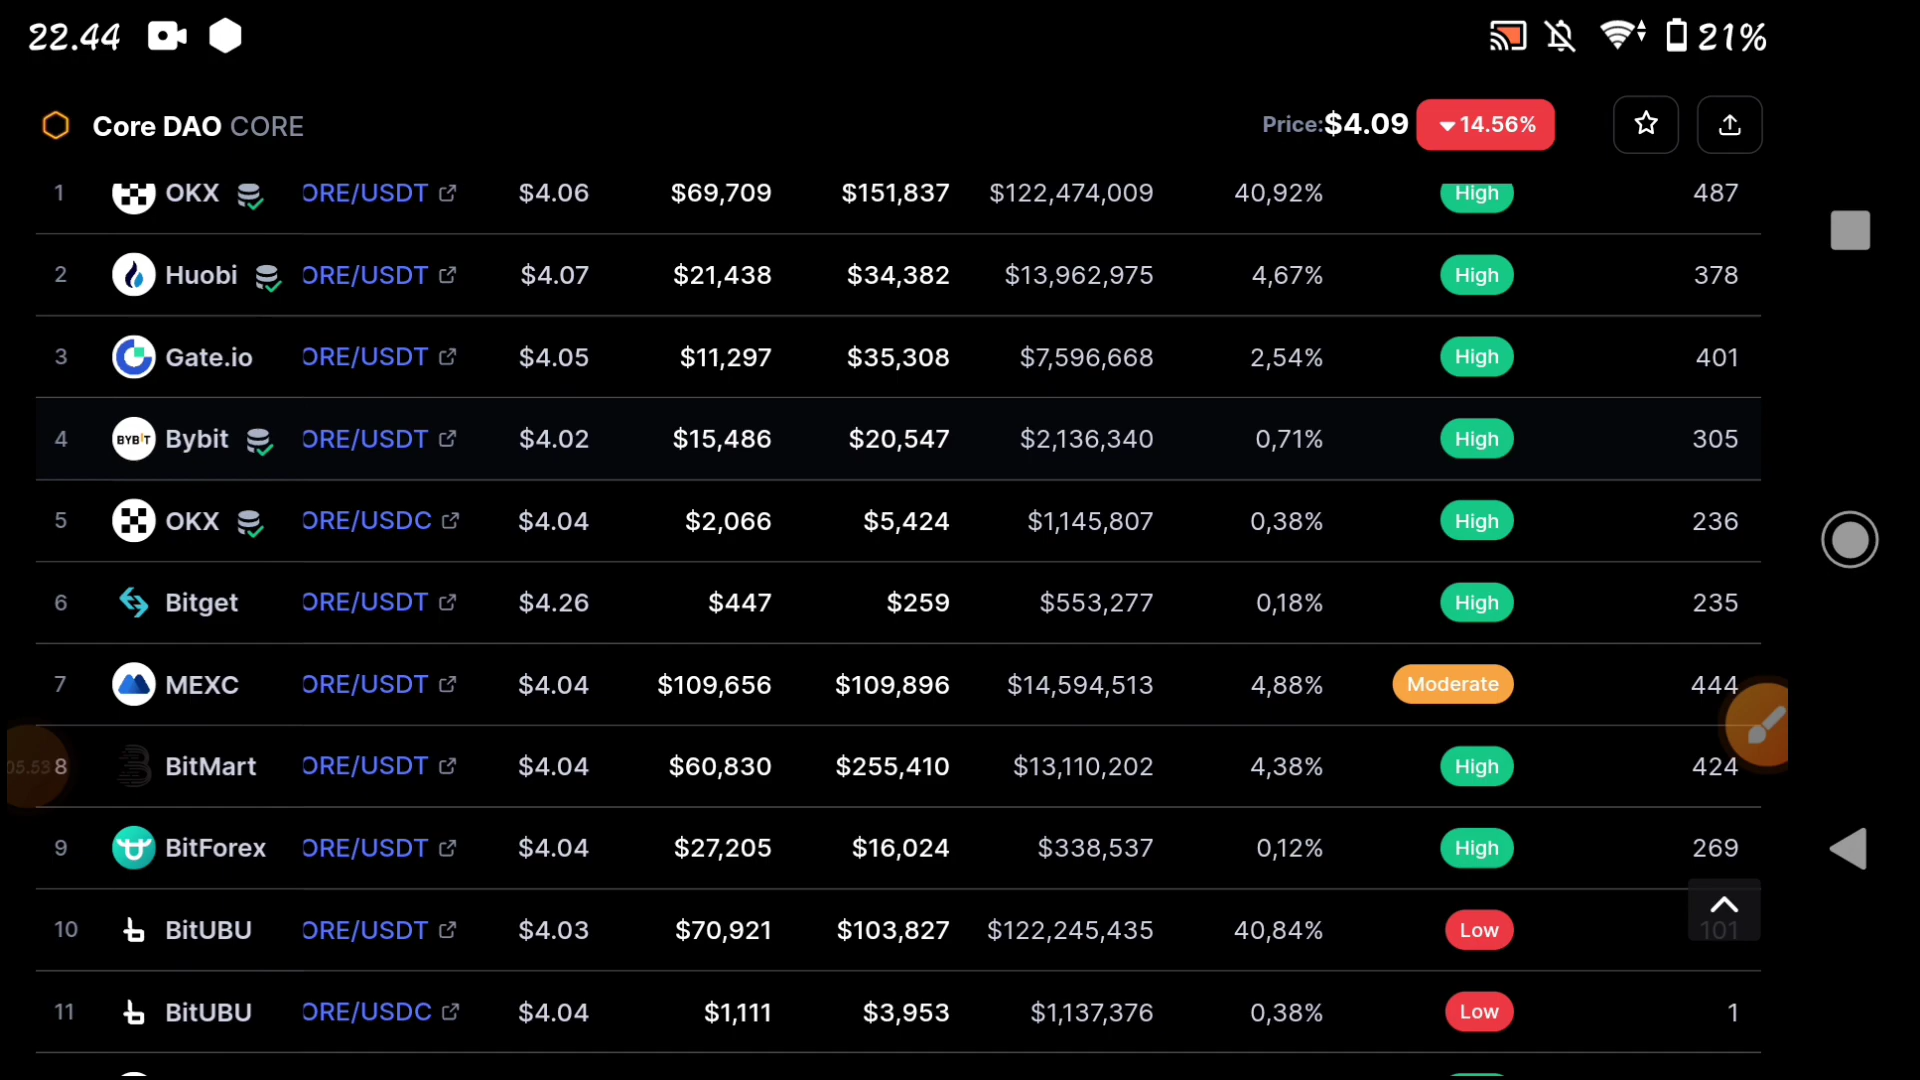 22.44 21%
Core DAO CORE Price: $4.09 14.56%
1 OKX ORE/USDT $4.06 $69,709 $151,837 $122,474,009 40,92% High 487
2 Huobi ORE/USDT $4.07 $21,438 $34,382 $13,962,975 4,67% High 378
3 Gate.io ORE/USDT $4.05 $11,297 $35,308 $7,596,668 2,54% High 401
4 BYBIT Bybit ORE/USDT $4.02 $15,486 $20,547 $2,136,340 0,71% High 305
5 OKX ORE/USDC $4.04 $2,066 $5,424 $1,145,807 0,38% High 236
6 Bitget ORE/USDT $4.26 $447 $259 $553,277 0,18% High 235
7 MEXC ORE/USDT $4.04 $109,656 $109,896 $14,594,513 4,88% Moderate 444
05.53 8 BitMart ORE/USDT $4.04 $60,830 $255,410 $13,110,202 4,38% High 424
9 BitForex ORE/USDT $4.04 $27,205 $16,024 $338,537 0,12% High 269
10 BitUBU ORE/USDT $4.03 $70,921 $103,827 $122,245,435 40,84% Low 101
11 BitUBU ORE/USDC $4.04 $1,111 $3,953 $1,137,376 0,38% Low 1